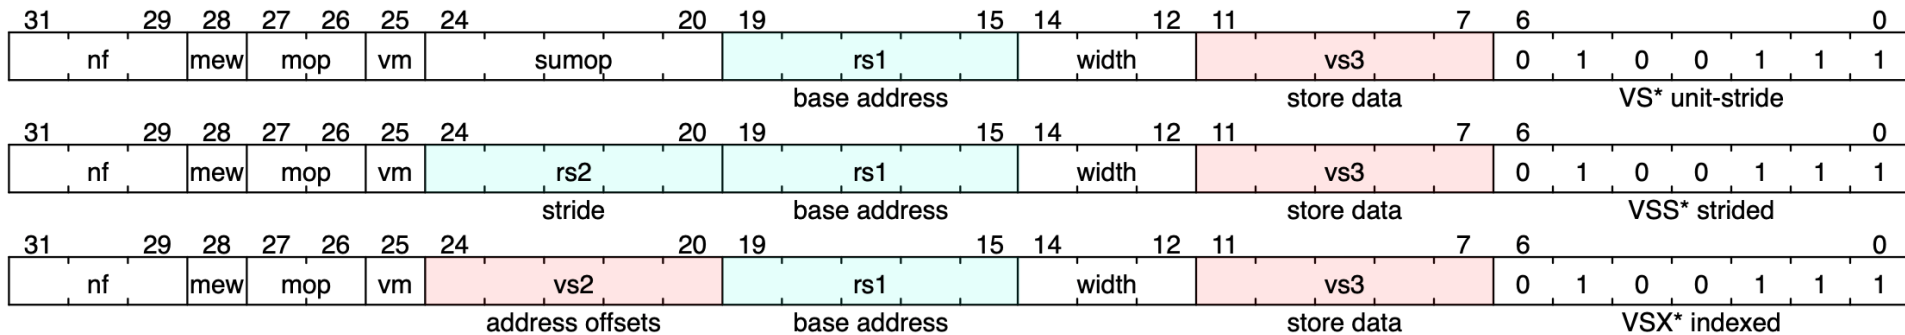 31 29 28 27 26 25 24 20 19 15 14 12 11 7 6 0
nf mew mop vm sumop rs1 width vs3 0 1 0 0 1 1 1
base address store data VS* unit-stride
31 29 28 27 26 25 24 20 19 15 14 12 11 7 6 0
nf mew mop vm rs2 rs1 width vs3 0 1 0 0 1 1 1
stride base address store data VSS* strided
31 29 28 27 26 25 24 20 19 15 14 12 11 7 6 0
nf mew mop vm vs2 rs1 width vs3 0 1 0 0 1 1 1
address offsets base address store data VSX* indexed